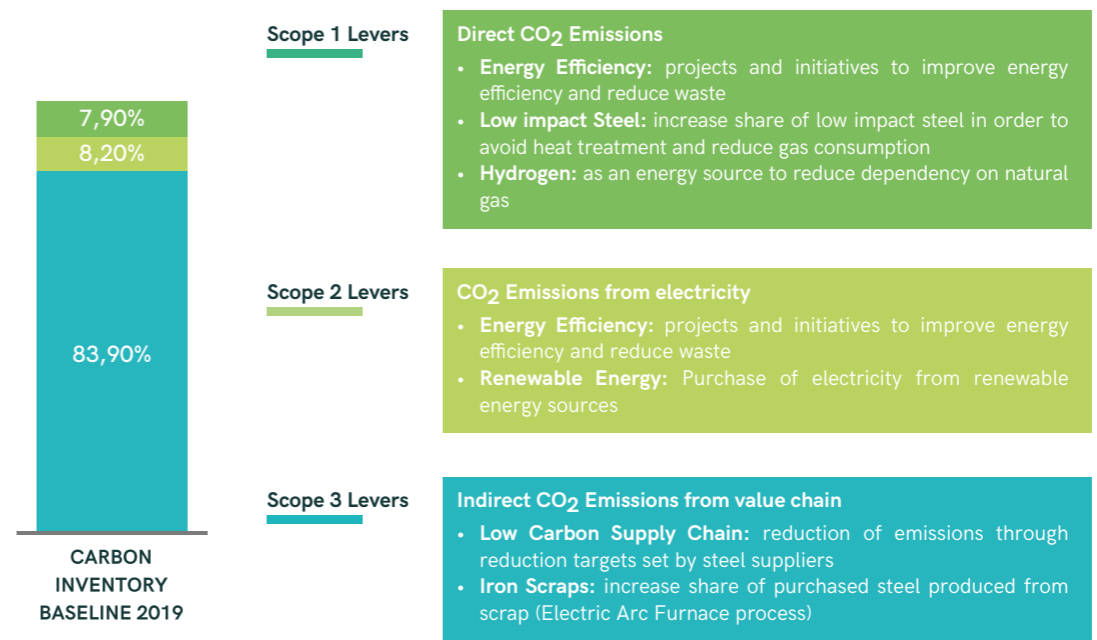 7,90%
8,20%
83,90%
CARBON
INVENTORY
BASELINE 2019
Scope 1 Levers
Direct CO2 Emissions
• Energy Efficiency: projects and initiatives to improve energy
efficiency and reduce waste
• Low impact Steel: increase share of low impact steel in order to
avoid heat treatment and reduce gas consumption
• Hydrogen: as an energy source to reduce dependency on natural
gas
Scope 2 Levers
CO2 Emissions from electricity
• Energy Efficiency: projects and initiatives to improve energy
efficiency and reduce waste
• Renewable Energy: Purchase of electricity from renewable
energy sources
Scope 3 Levers
Indirect CO2 Emissions from value chain
• Low Carbon Supply Chain: reduction of emissions through
reduction targets set by steel suppliers
• Iron Scraps: increase share of purchased steel produced from
scrap (Electric Arc Furnace process)